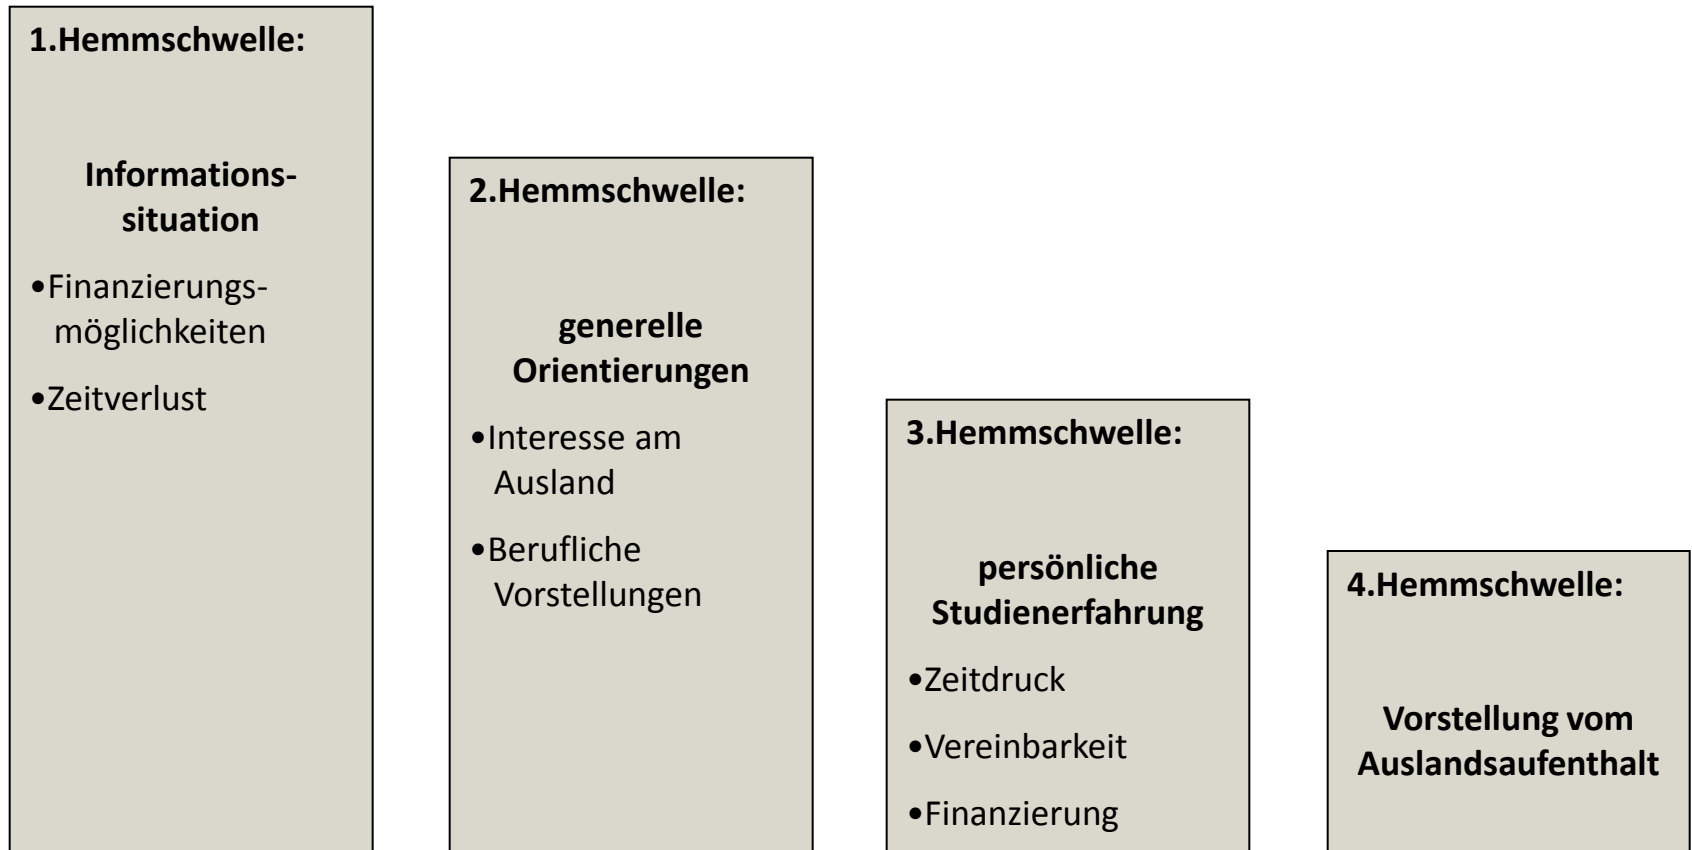 1.Hemmschwelle:
Informations-
situation
•Finanzierungs-
möglichkeiten
•Zeitverlust
2.Hemmschwelle:
generelle
Orientierungen
•Interesse am
Ausland
•Berufliche
Vorstellungen
3.Hemmschwelle:
persönliche
Studienerfahrung
•Zeitdruck
•Vereinbarkeit
•Finanzierung
4.Hemmschwelle:
Vorstellung vom
Auslandsaufenthalt